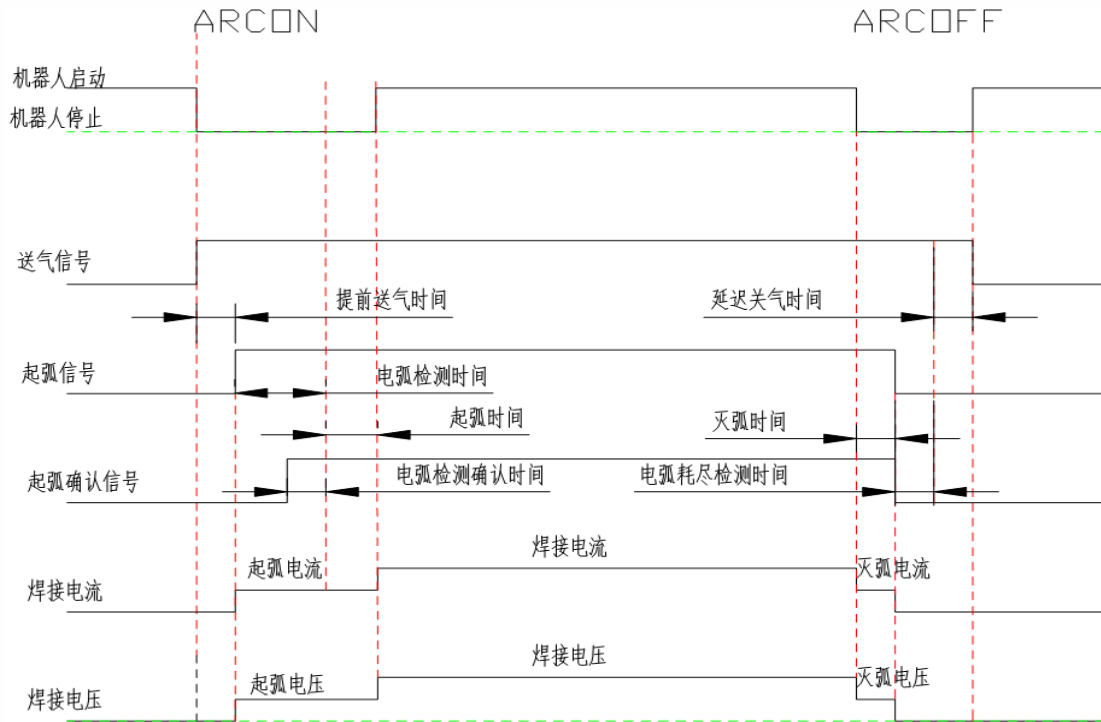 ARCON
ARCOFF
机器人启动
机器人停止
送气信号
提前送气时间
延迟关气时间
起弧信号
电弧检测时间
起弧时间
灭弧时间
起弧确认信号
电弧检测确认时间
电弧耗尽检测时间
焊接电流
起弧电流
灭弧电流
焊接电流
焊接电压
起弧电压
灭弧电压
焊接电压